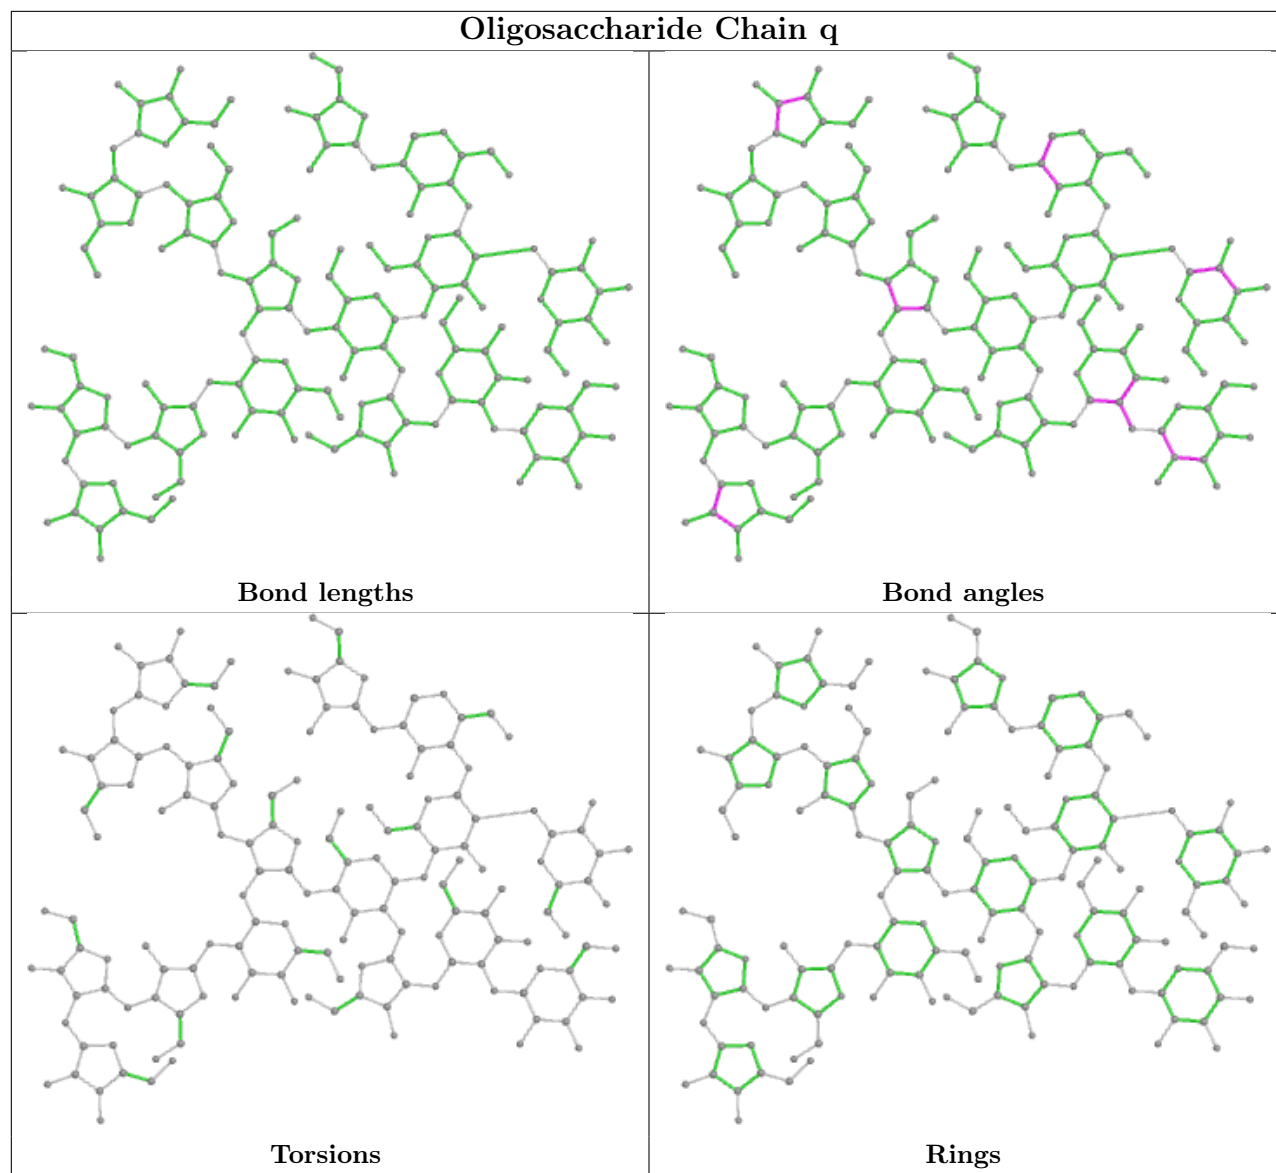 Oligosaccharide Chain q
Bond lengths
Bond angles
Torsions
Rings